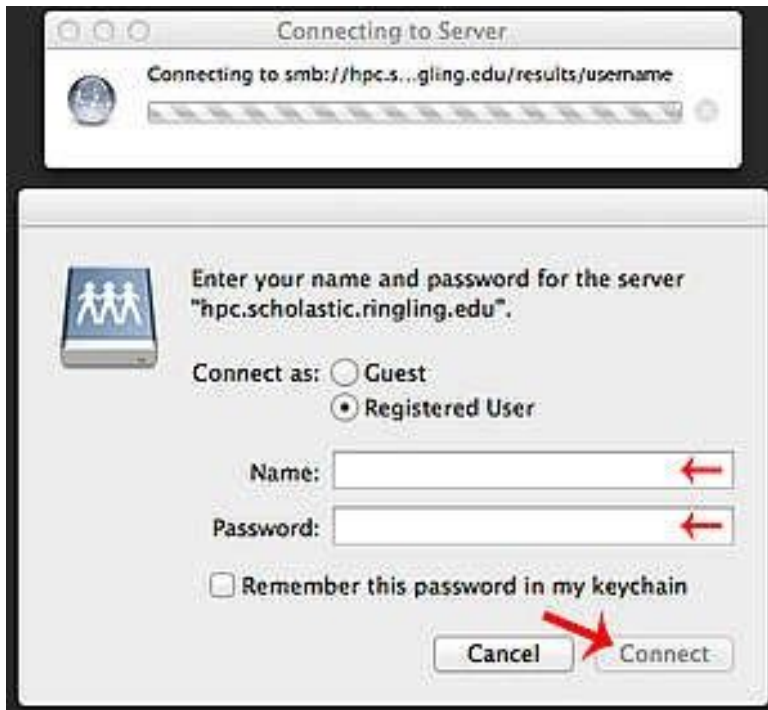 Connecting to Server
Connecting to smb://hpc.s...gling.edu/results/username
Enter your name and password for the server
"hpc.scholastic.ringling.edu".
Connect as: Guest
Registered User
Name:
Password:
Remember this password in my keychain
Cancel Connect